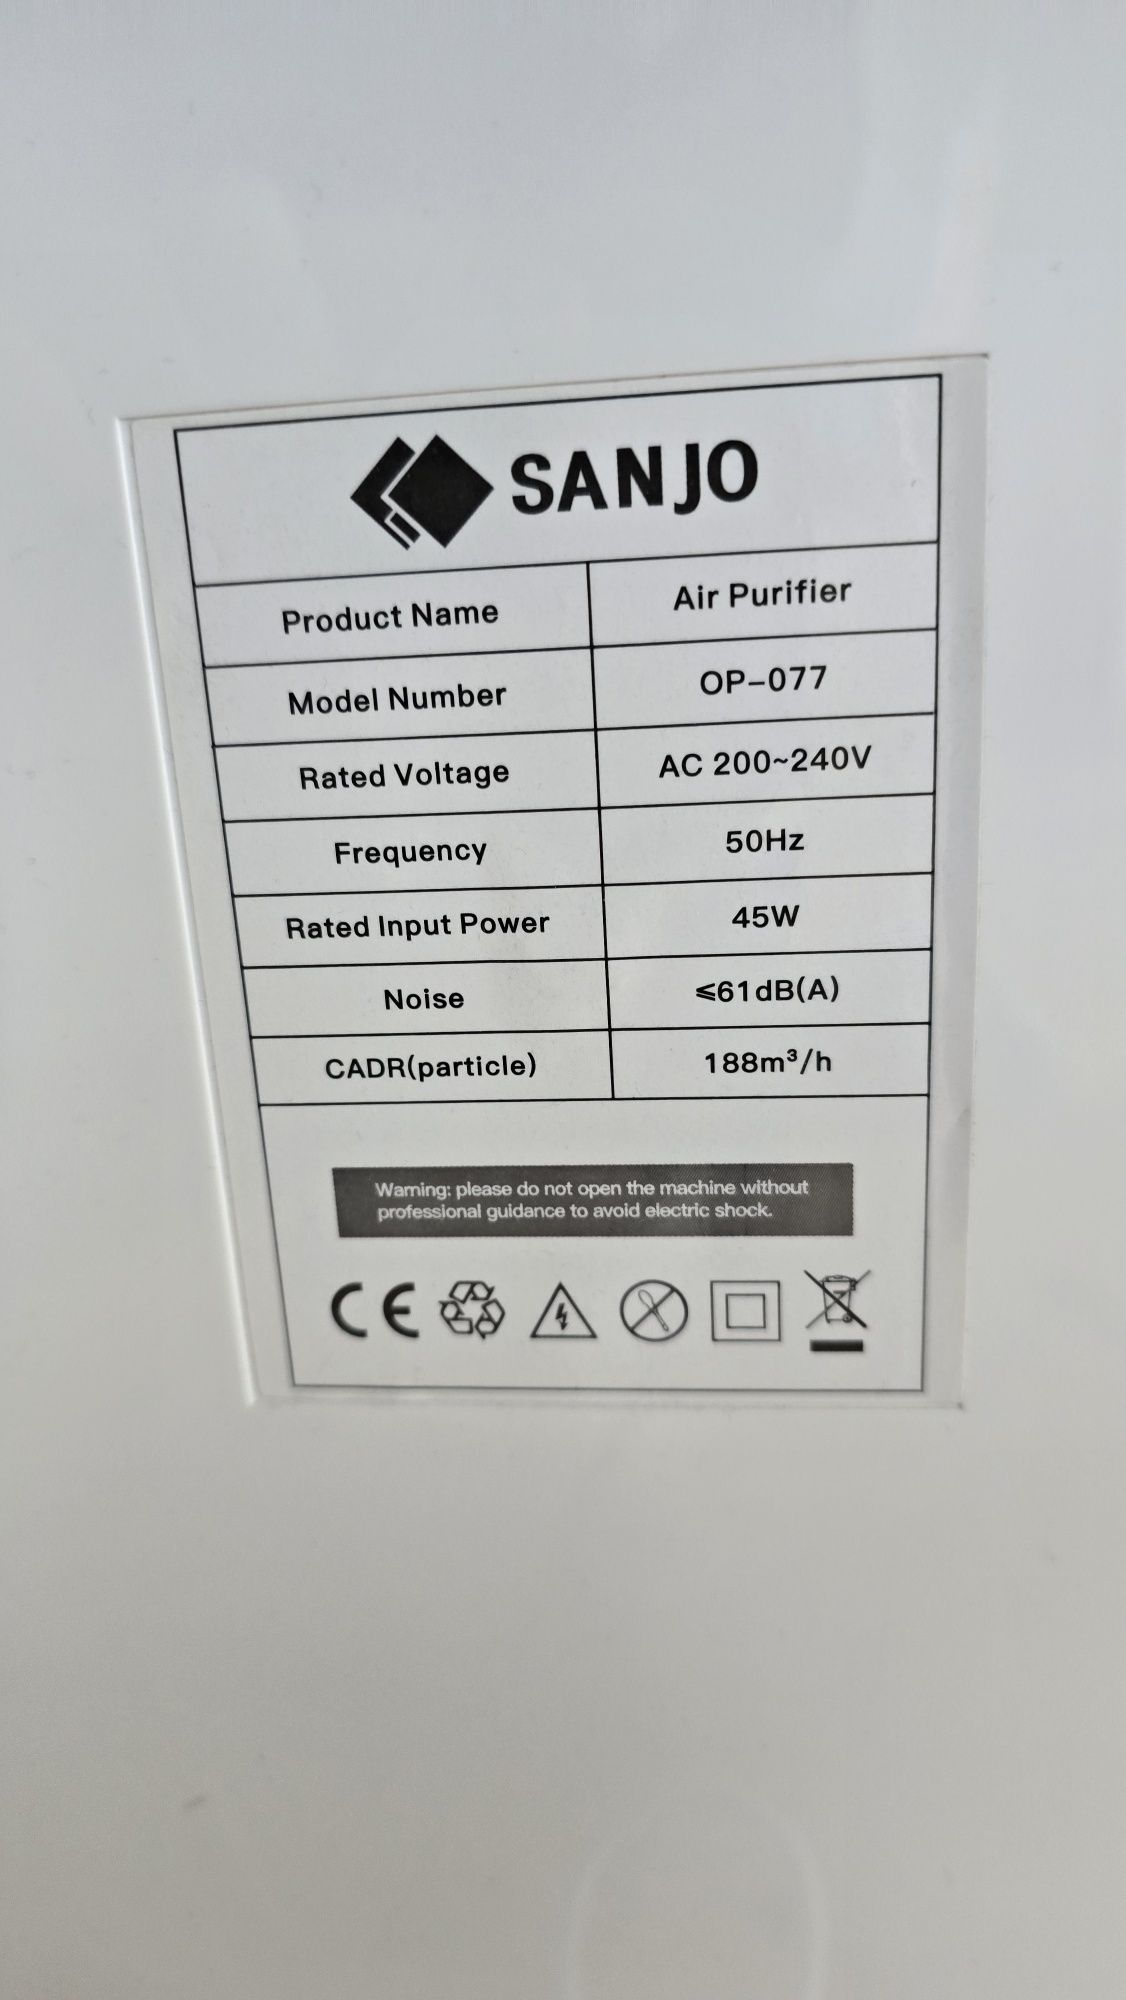 SANJO
Product Name Air Purifier
Model Number OP-077
Rated Voltage AC 200~240V
Frequency 50Hz
Rated Input Power 45W
Noise ≤61dB(A)
CADR(particle) 188m³/h
Warning: please do not open the machine without
professional guidance to avoid electric shock.
CE